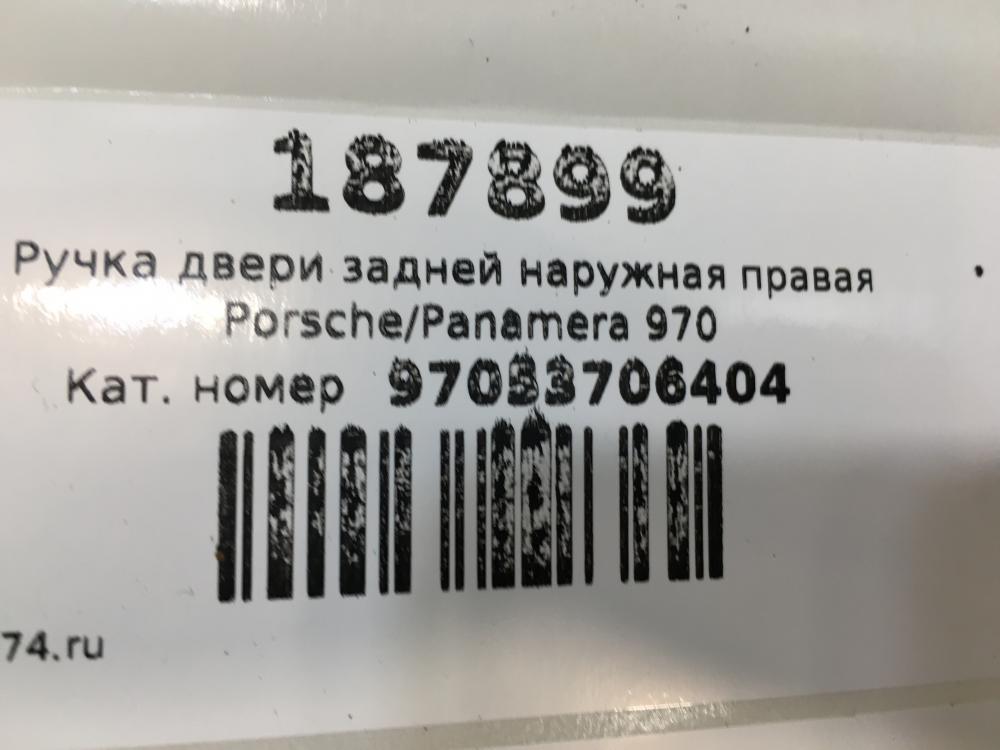 187899
Ручка двери задней наружная правая
Porsche/Panamera 970
Кат. номер 97053706404
74.ru